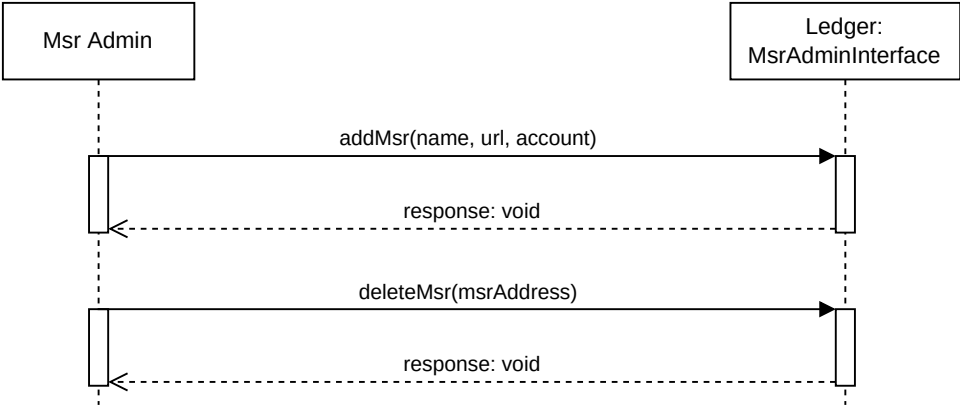 Msr Admin
Ledger:
MsrAdminInterface
addMsr(name, url, account)
response: void
deleteMsr(msrAddress)
response: void